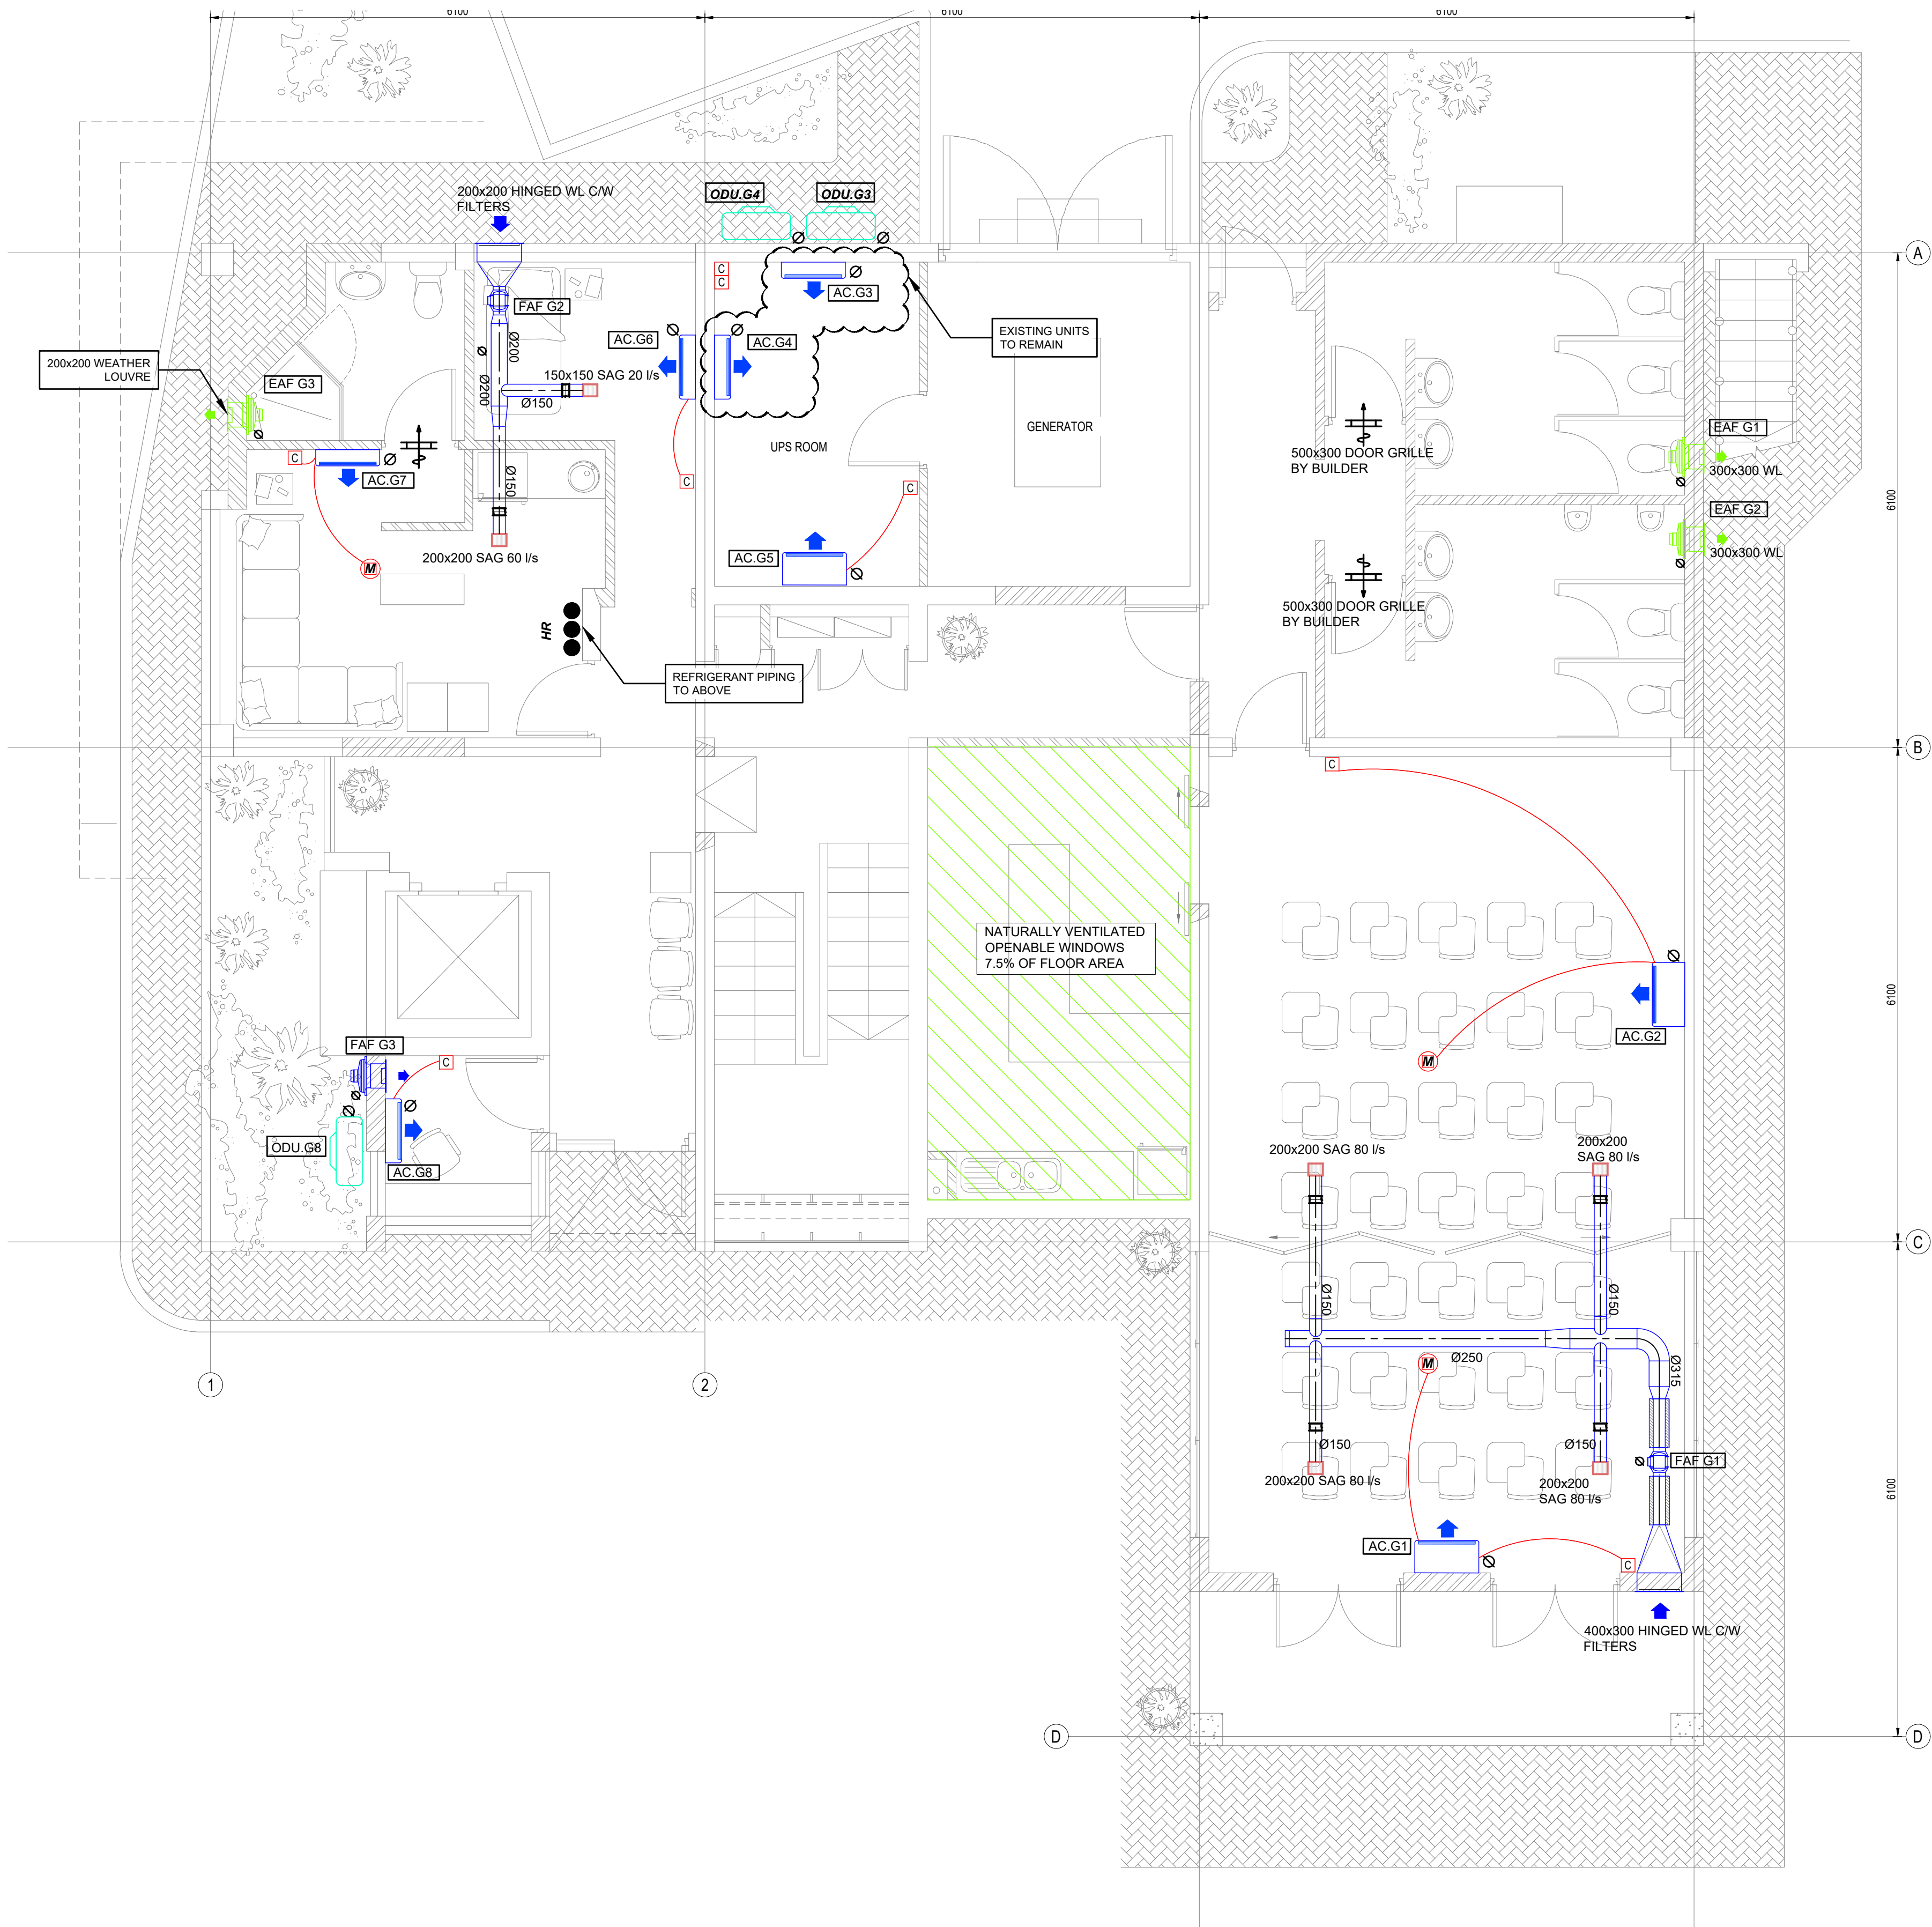 6100
6100
6100
200x200 HINGED WL C/W
FILTERS
ODU.G4
ODU.G3
A
C
C
AC.G3
FAF G2
EXISTING UNITS
TO REMAIN
AC.G6
AC.G4
200x200 WEATHER
LOUVRE
EAF G3
Ø200
Ø200
150x150 SAG 20 l/s
Ø150
GENERATOR
UPS ROOM
500x300 DOOR GRILLE
BY BUILDER
EAF G1
300x300 WL
C
AC.G7
Ø150
C
C
6100
EAF G2
300x300 WL
M
200x200 SAG 60 l/s
AC.G5
500x300 DOOR GRILLE
BY BUILDER
HR
REFRIGERANT PIPING
TO ABOVE
B
C
NATURALLY VENTILATED
OPENABLE WINDOWS
7.5% OF FLOOR AREA
6100
AC.G2
FAF G3
C
M
ODU.G8
AC.G8
200x200 SAG 80 l/s
200x200
SAG 80 l/s
C
Ø150
Ø150
1
2
M
Ø250
Ø315
Ø150
Ø150
FAF G1
200x200 SAG 80 l/s
200x200
SAG 80 l/s
6100
AC.G1
C
400x300 HINGED WL C/W
FILTERS
D
D